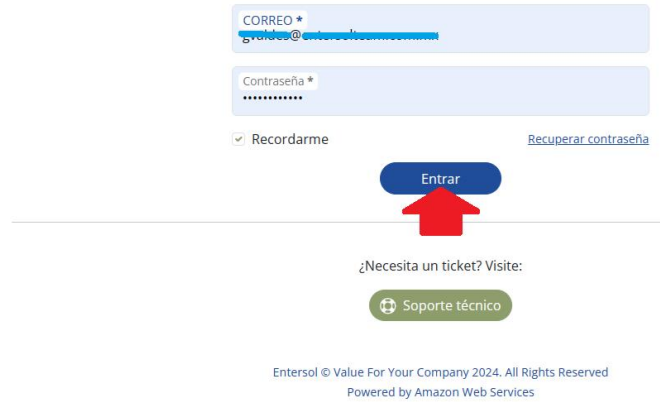 CORREO *
Contraseña *
Recordarme
Recuperar contraseña
Entrar
¿Necesita un ticket? Visite:
Soporte técnico
Entersol © Value For Your Company 2024. All Rights Reserved
Powered by Amazon Web Services